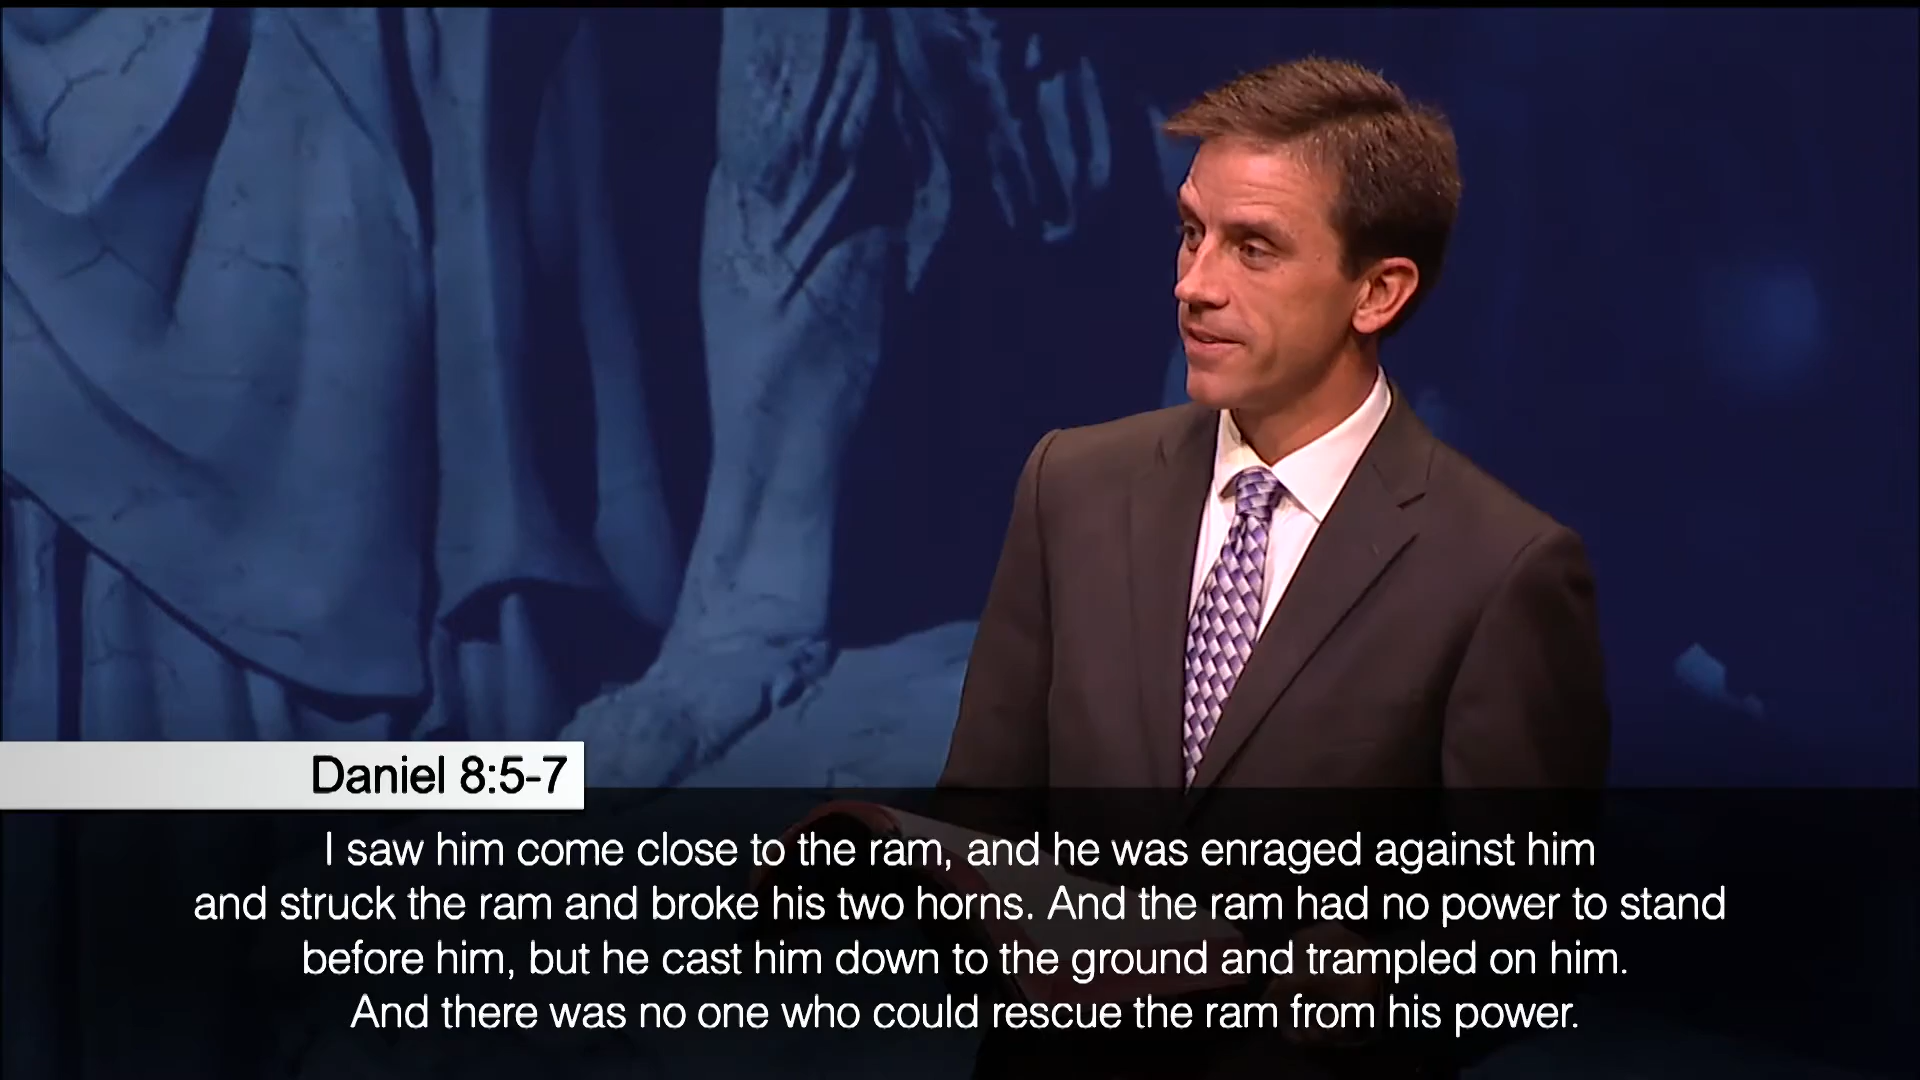 Daniel 8:5-7
I saw him come close to the ram, and he was enraged against him
and struck the ram and broke his two horns. And the ram had no power to stand
before him, but he cast him down to the ground and trampled on him.
And there was no one who could rescue the ram from his power.